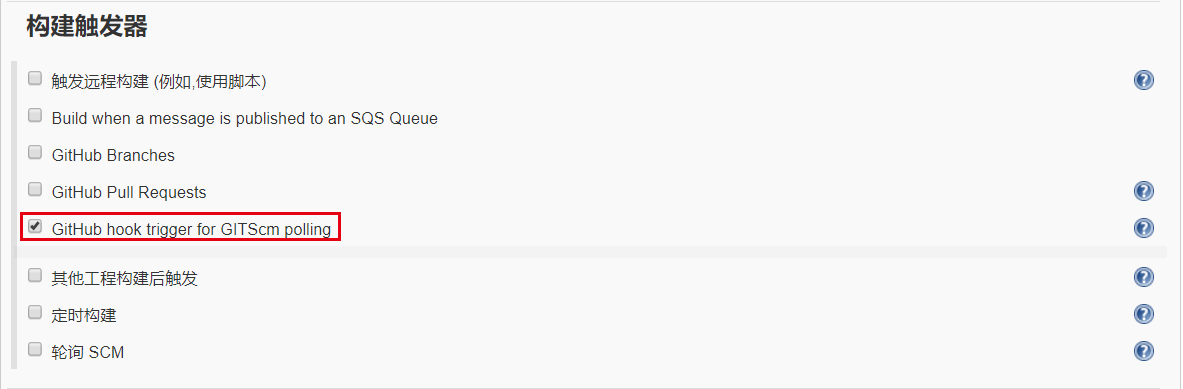 构建触发器
触发远程构建 (例如,使用脚本)
Build when a message is published to an SQS Queue
GitHub Branches
GitHub Pull Requests
GitHub hook trigger for GITScm polling
其他工程构建后触发
定时构建
轮询 SCM